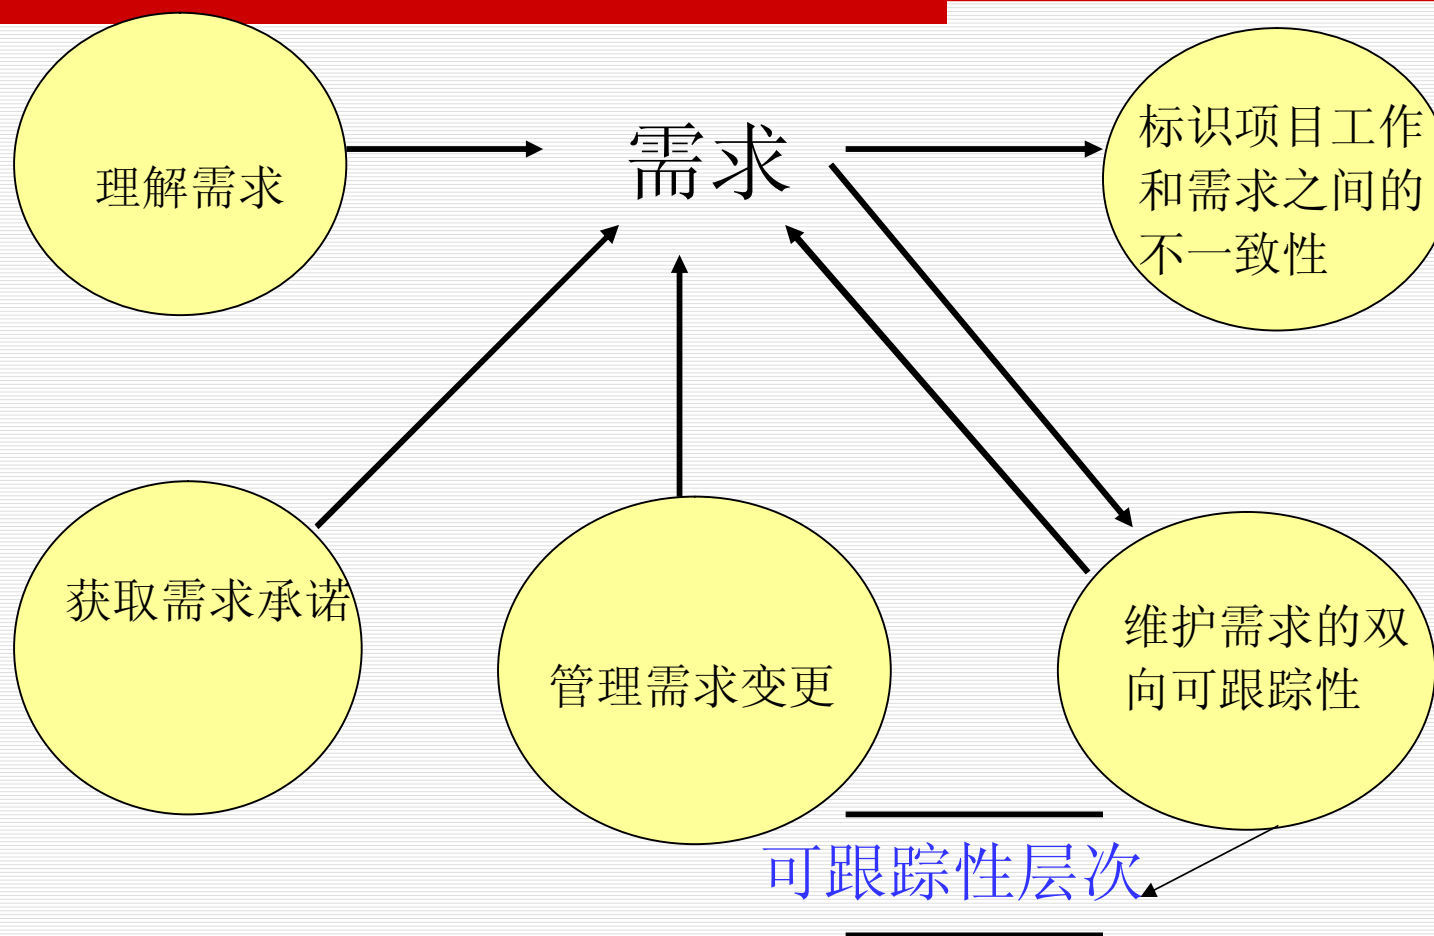 理解需求
需求
标识项目工作
和需求之间的
不一致性
获取需求承诺
管理需求变更
维护需求的双
向可跟踪性
可跟踪性层次